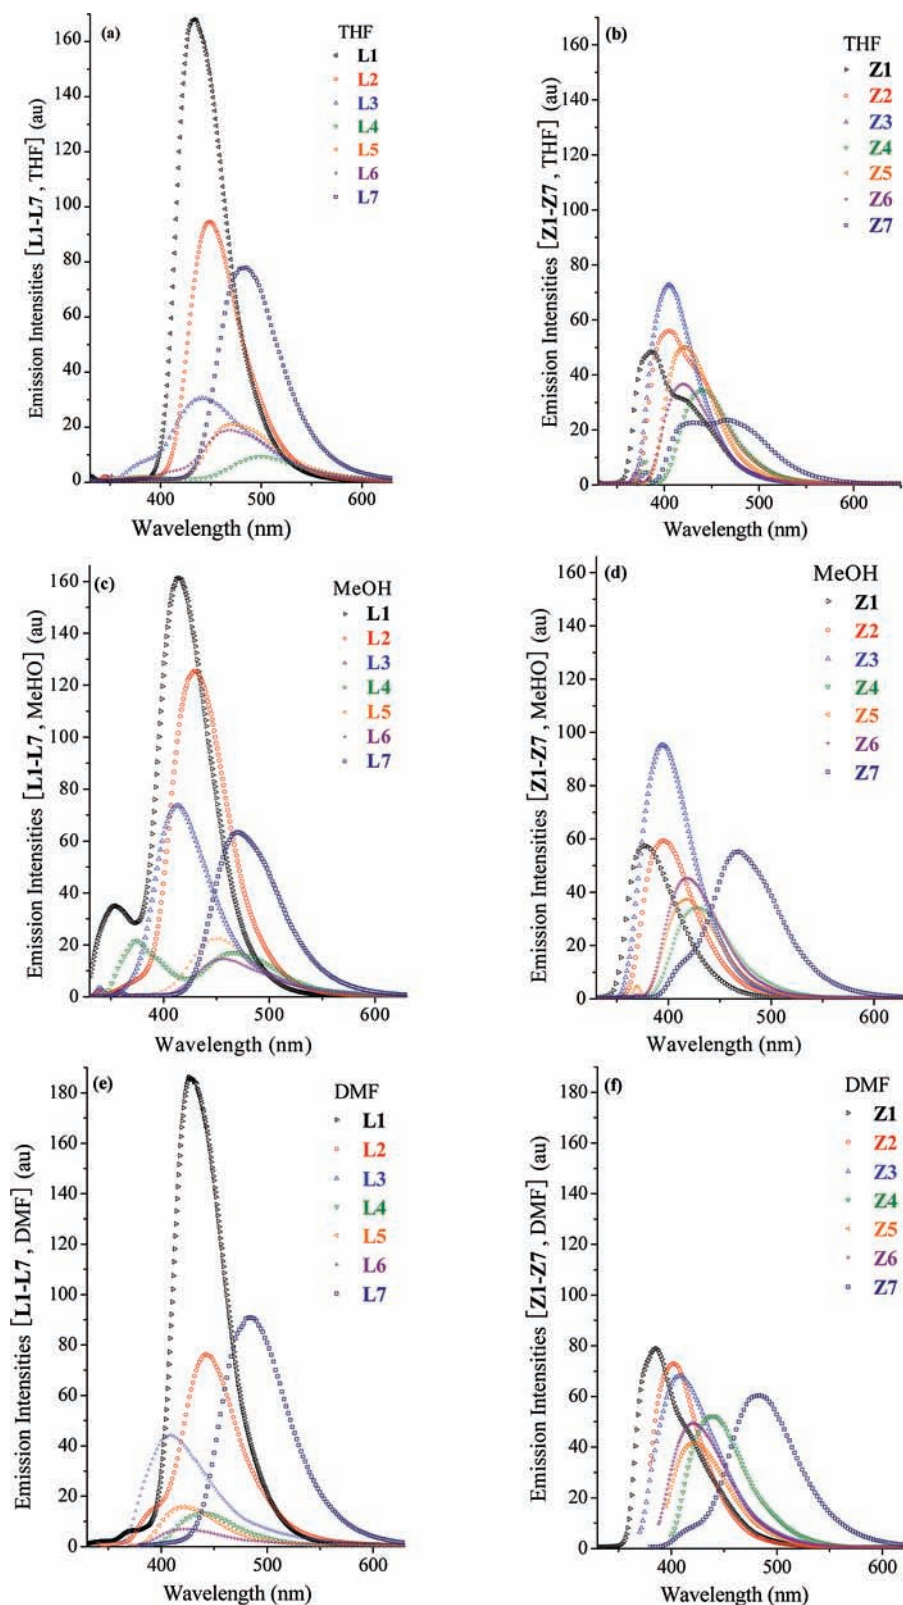 (a)
THF
L1
L2
L3
L4
L5
L6
L7
Emission Intensities [L1-L7, THF] (au)
160
140
120
100
80
60
40
20
0
400
500
600
Wavelength (nm)
(b)
THF
Z1
Z2
Z3
Z4
Z5
Z6
Z7
Emission Intensities [Z1-Z7, THF] (au)
160
140
120
100
80
60
40
20
0
400
500
600
Wavelength (nm)
(c)
MeOH
L1
L2
L3
L4
L5
L6
L7
Emission Intensities [L1-L7, MeHO] (au)
160
140
120
100
80
60
40
20
0
400
500
600
Wavelength (nm)
(d)
MeOH
Z1
Z2
Z3
Z4
Z5
Z6
Z7
Emission Intensities [Z1-Z7, MeHO] (au)
160
140
120
100
80
60
40
20
0
400
500
600
Wavelength (nm)
(e)
DMF
L1
L2
L3
L4
L5
L6
L7
Emission Intensities [L1-L7, DMF] (au)
180
160
140
120
100
80
60
40
20
0
400
500
600
Wavelength (nm)
(f)
DMF
Z1
Z2
Z3
Z4
Z5
Z6
Z7
Emission Intensities [Z1-Z7, DMF] (au)
180
160
140
120
100
80
60
40
20
0
400
500
600
Wavelength (nm)